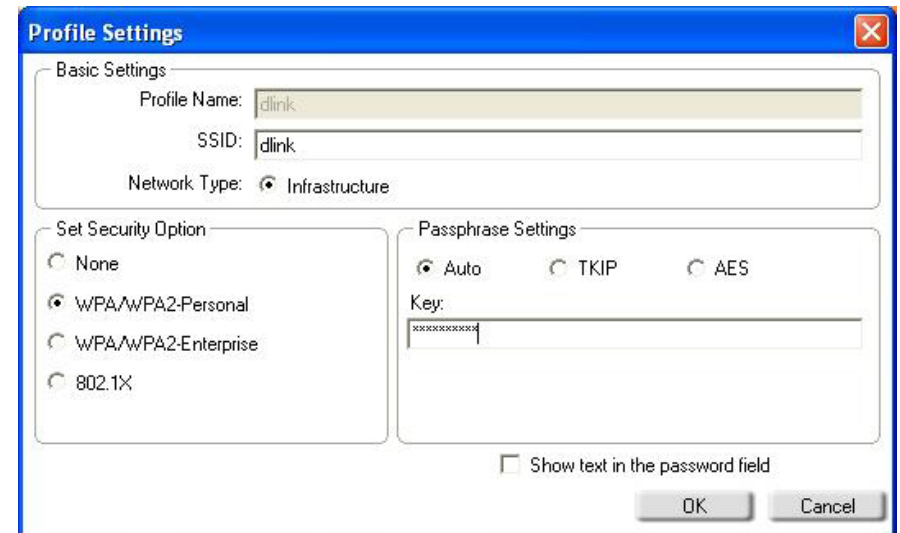 Profile Settings
Basic Settings
Profile Name: dlink
SSID: dlink
Network Type: Infrastructure
Set Security Option
None
WPA/WPA2-Personal
WPA/WPA2-Enterprise
802.1X
Passphrase Settings
Auto TKIP AES
Key:
××××××××××
Show text in the password field
OK Cancel